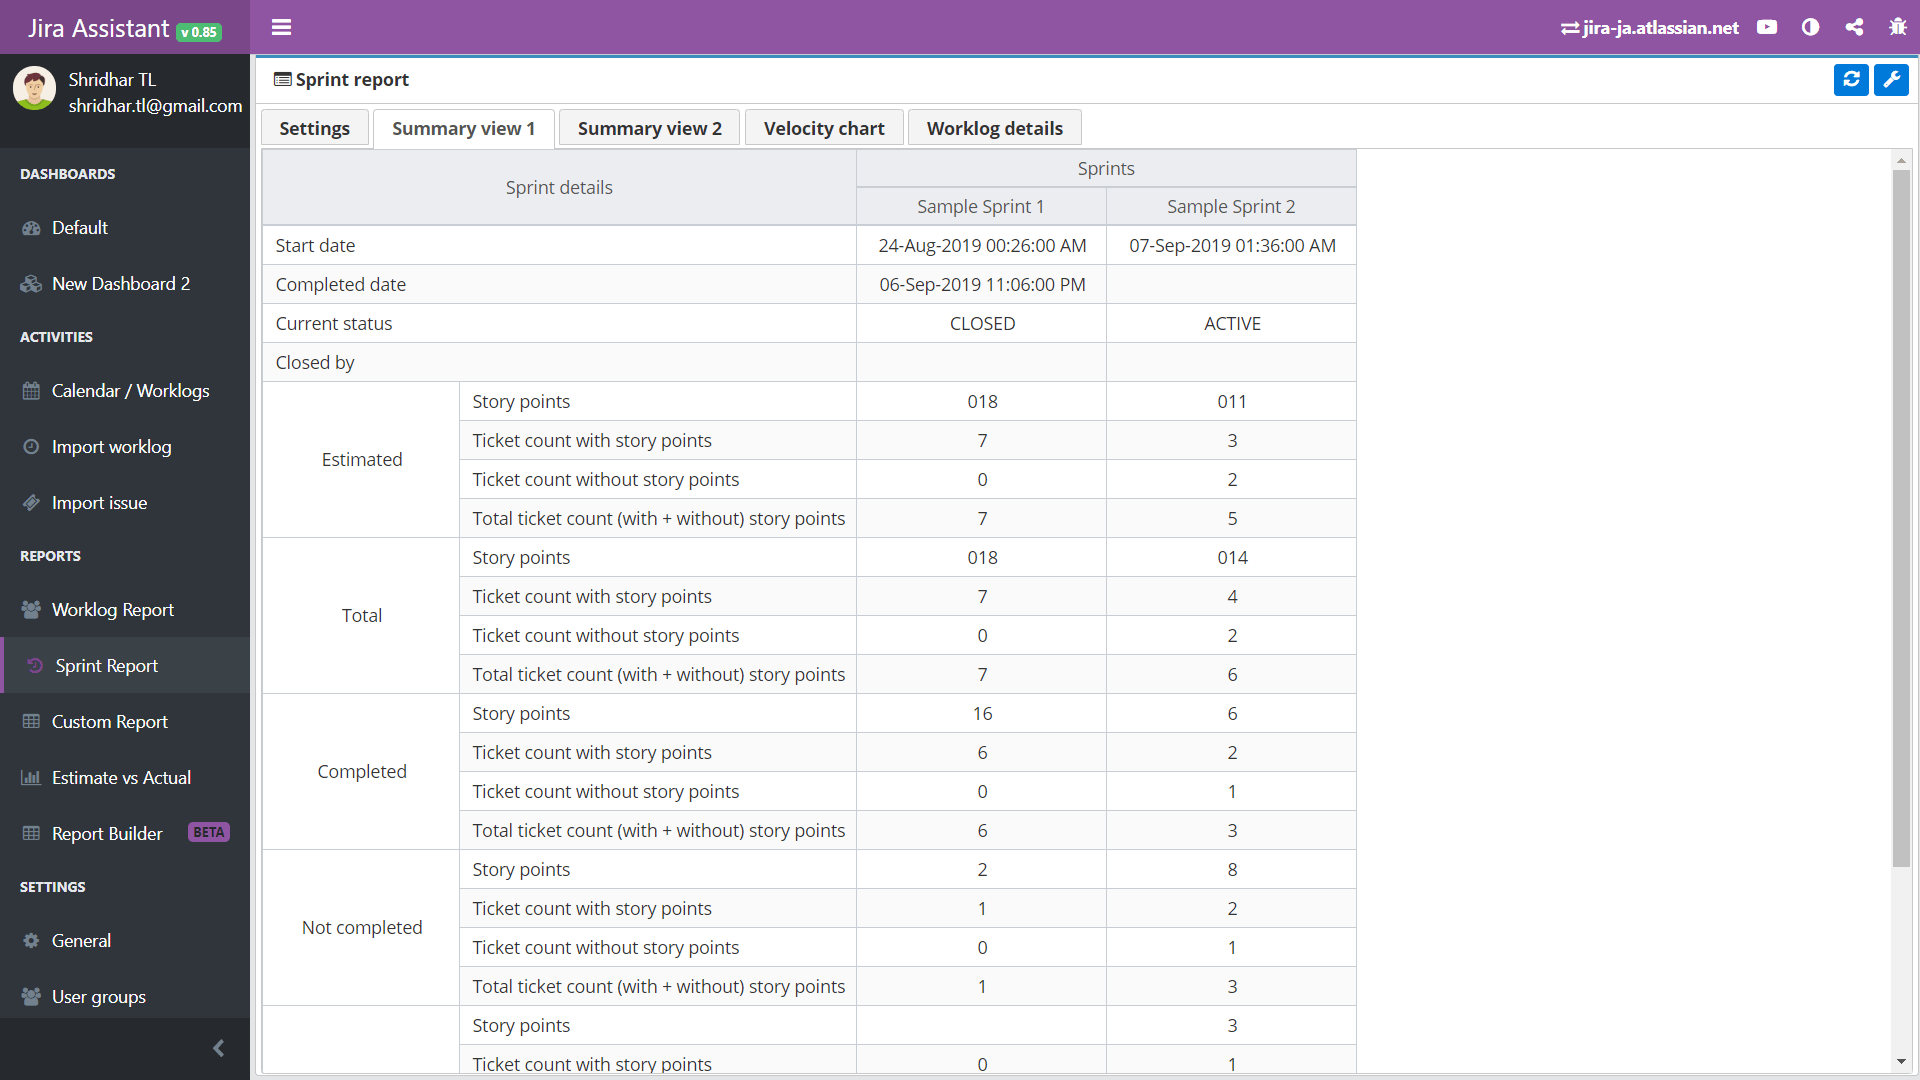 Jira Assistant v 0.85
jira-ja.atlassian.net
Shridhar TL
shridhar.tl@gmail.com
DASHBOARDS
Default
New Dashboard 2
ACTIVITIES
Calendar / Worklogs
Import worklog
Import issue
REPORTS
Worklog Report
Sprint Report
Custom Report
Estimate vs Actual
Report Builder BETA
SETTINGS
General
User groups
Sprint report
Settings Summary view 1 Summary view 2 Velocity chart Worklog details
Sprint details Sprints
Sample Sprint 1 Sample Sprint 2
Start date 24-Aug-2019 00:26:00 AM 07-Sep-2019 01:36:00 AM
Completed date 06-Sep-2019 11:06:00 PM
Current status CLOSED ACTIVE
Closed by
Estimated
Story points 018 011
Ticket count with story points 7 3
Ticket count without story points 0 2
Total ticket count (with + without) story points 7 5
Total
Story points 018 014
Ticket count with story points 7 4
Ticket count without story points 0 2
Total ticket count (with + without) story points 7 6
Completed
Story points 16 6
Ticket count with story points 6 2
Ticket count without story points 0 1
Total ticket count (with + without) story points 6 3
Not completed
Story points 2 8
Ticket count with story points 1 2
Ticket count without story points 0 1
Total ticket count (with + without) story points 1 3
Story points 3
Ticket count with story points 0 1